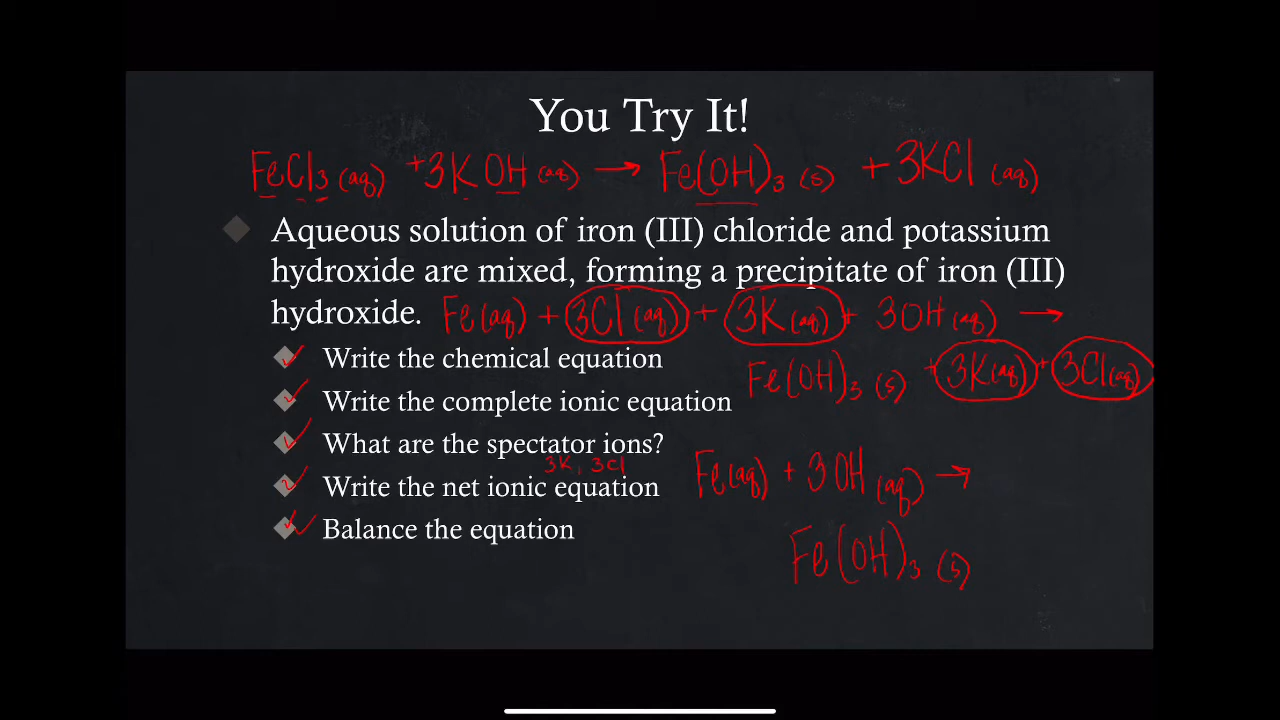 You Try It!
FeCl3 (aq) +3KOH (aq) → Fe(OH)3 (s) + 3KCl (aq)
Aqueous solution of iron (III) chloride and potassium
hydroxide are mixed, forming a precipitate of iron (III)
hydroxide.
Fe(aq) + 3Cl(aq) + 3K(aq) + 3OH(aq) →
Fe(OH)3 (s) + 3K(aq) + 3Cl(aq)
Write the chemical equation
Write the complete ionic equation
What are the spectator ions?
3K, 3Cl
Write the net ionic equation
Balance the equation
Fe(aq) + 3OH(aq) →
Fe(OH)3 (s)